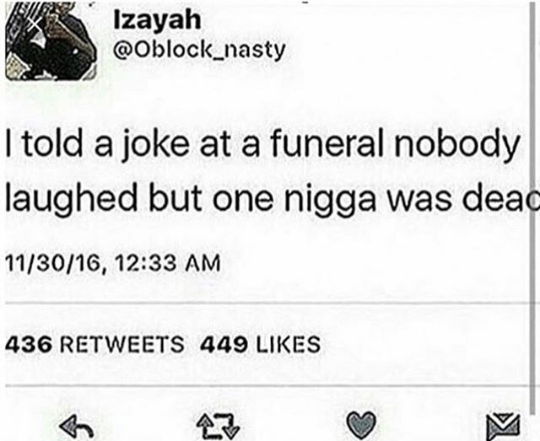 Izayah
@Oblock_nasty
I told a joke at a funeral nobody
laughed but one nigga was dead
11/30/16, 12:33 AM
436 RETWEETS 449 LIKES